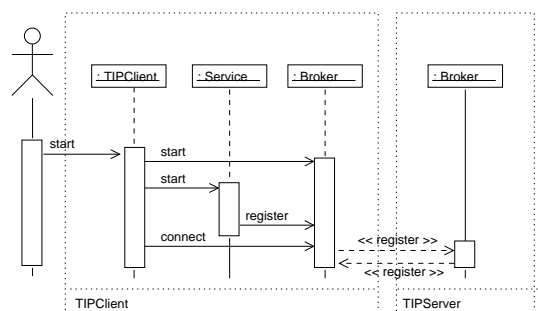 : TIPClient
: Service
: Broker
: Broker
start
start
start
register
connect
<< register >>
<< register >>
TIPClient
TIPServer